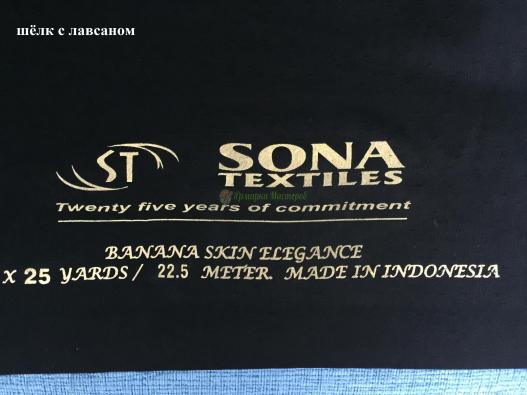 шёлк с лавсаном
ST
SONA
TEXTILES
Ярмарка Мастеров
Twenty five years of commitment
BANANA SKIN ELEGANCE
x 25 YARDS / 22.5 METER. MADE IN INDONESIA